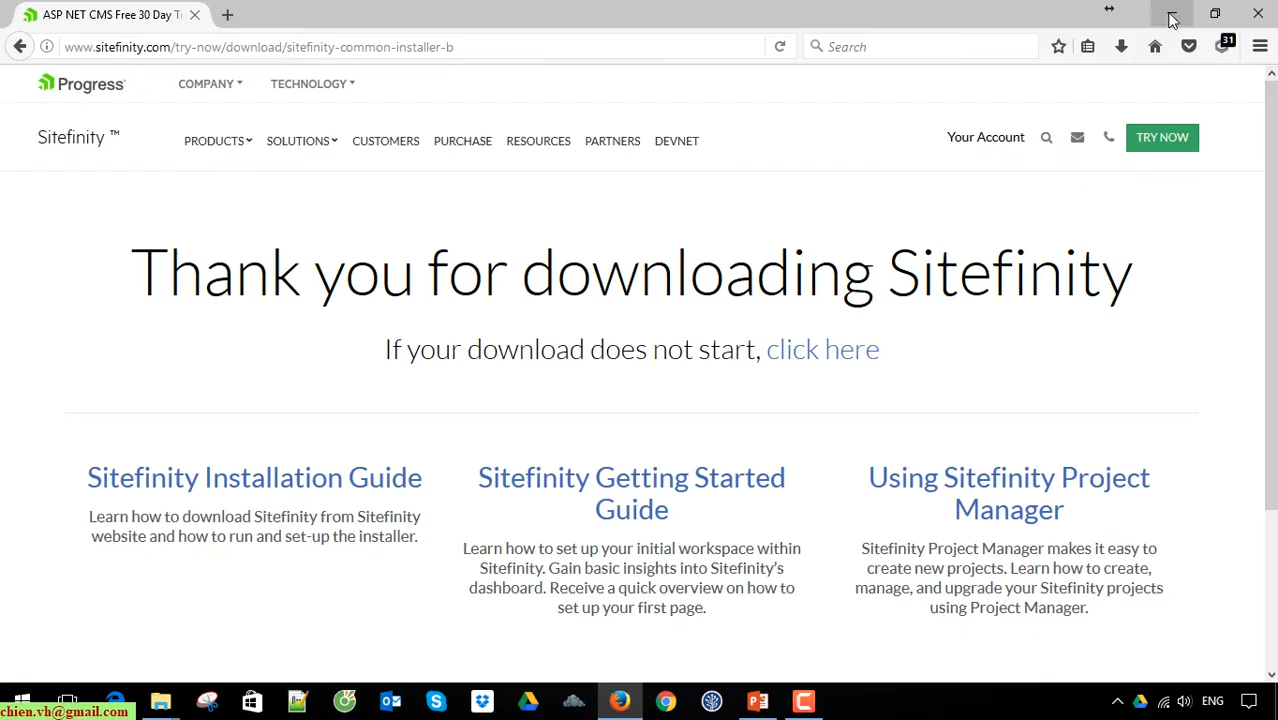 ASP NET CMS Free 30 Day T
www.sitefinity.com/try-now/download/sitefinity-common-installer-b
Search
31
Progress
COMPANY
TECHNOLOGY
Sitefinity ™
PRODUCTS
SOLUTIONS
CUSTOMERS
PURCHASE
RESOURCES
PARTNERS
DEVNET
Your Account
TRY NOW
Thank you for downloading Sitefinity
If your download does not start, click here
Sitefinity Installation Guide
Learn how to download Sitefinity from Sitefinity
website and how to run and set-up the installer.
Sitefinity Getting Started
Guide
Learn how to set up your initial workspace within
Sitefinity. Gain basic insights into Sitefinity's
dashboard. Receive a quick overview on how to
set up your first page.
Using Sitefinity Project
Manager
Sitefinity Project Manager makes it easy to
create new projects. Learn how to create,
manage, and upgrade your Sitefinity projects
using Project Manager.
ENG
chien.vh@gmail.com